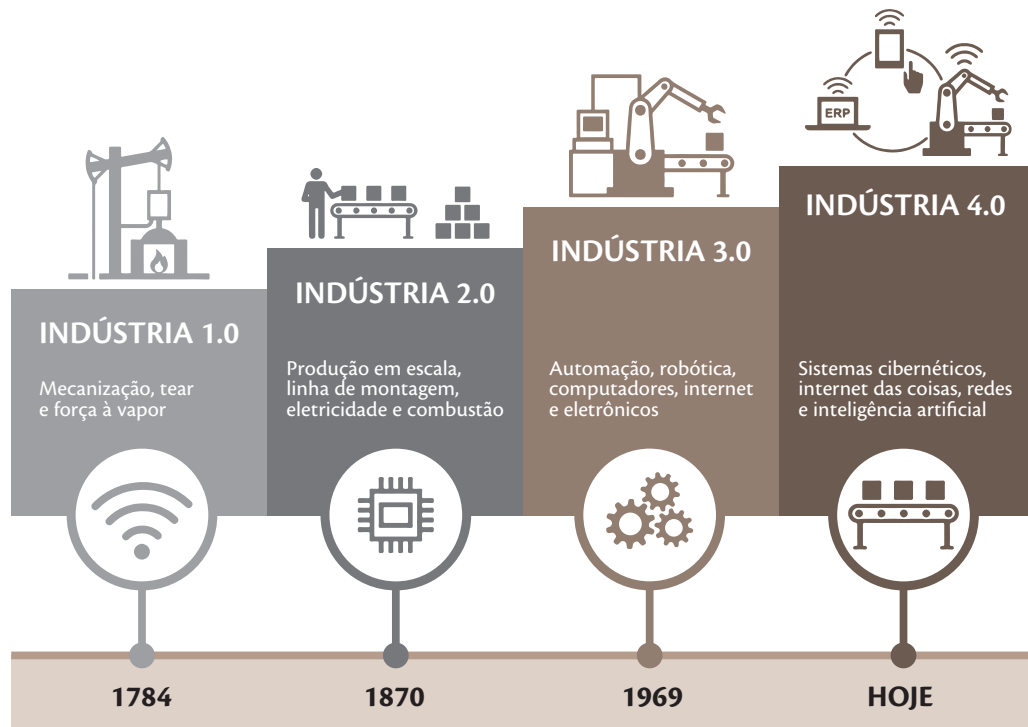 ERP
INDÚSTRIA 1.0
Mecanização, tear
e força à vapor
INDÚSTRIA 2.0
Produção em escala,
linha de montagem,
eletricidade e combustão
INDÚSTRIA 3.0
Automação, robótica,
computadores, internet
e eletrônicos
INDÚSTRIA 4.0
Sistemas cibernéticos,
internet das coisas, redes
e inteligência artificial
1784
1870
1969
HOJE